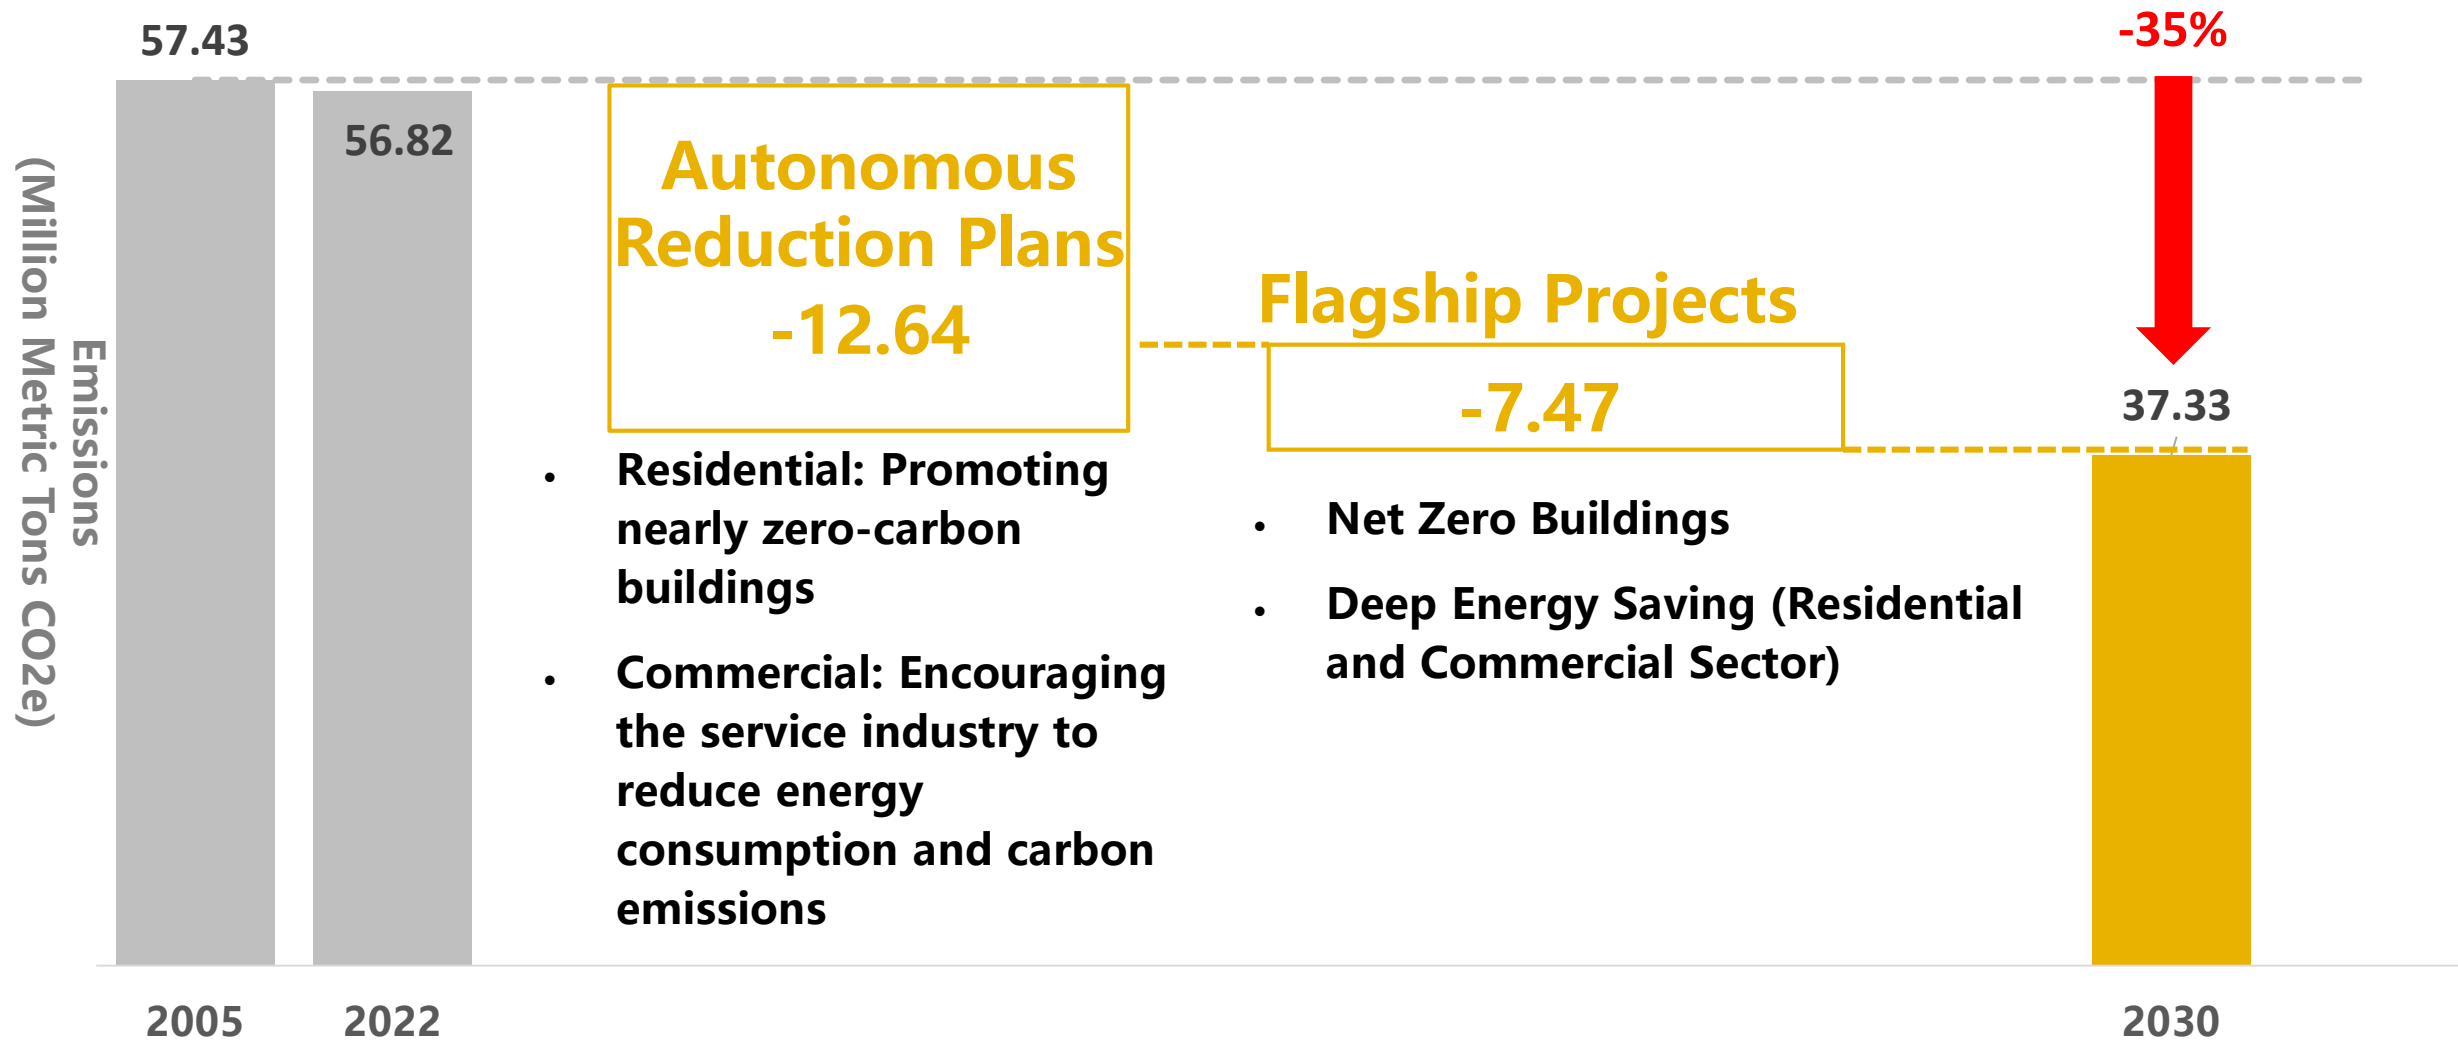 57.43
-35%
56.82
Autonomous
Reduction Plans
-12.64
Flagship Projects
-7.47
37.33
Emissions
(Million Metric Tons CO2e)
• Residential: Promoting
nearly zero-carbon
buildings
• Commercial: Encouraging
the service industry to
reduce energy
consumption and carbon
emissions
• Net Zero Buildings
• Deep Energy Saving (Residential
and Commercial Sector)
2005
2022
2030